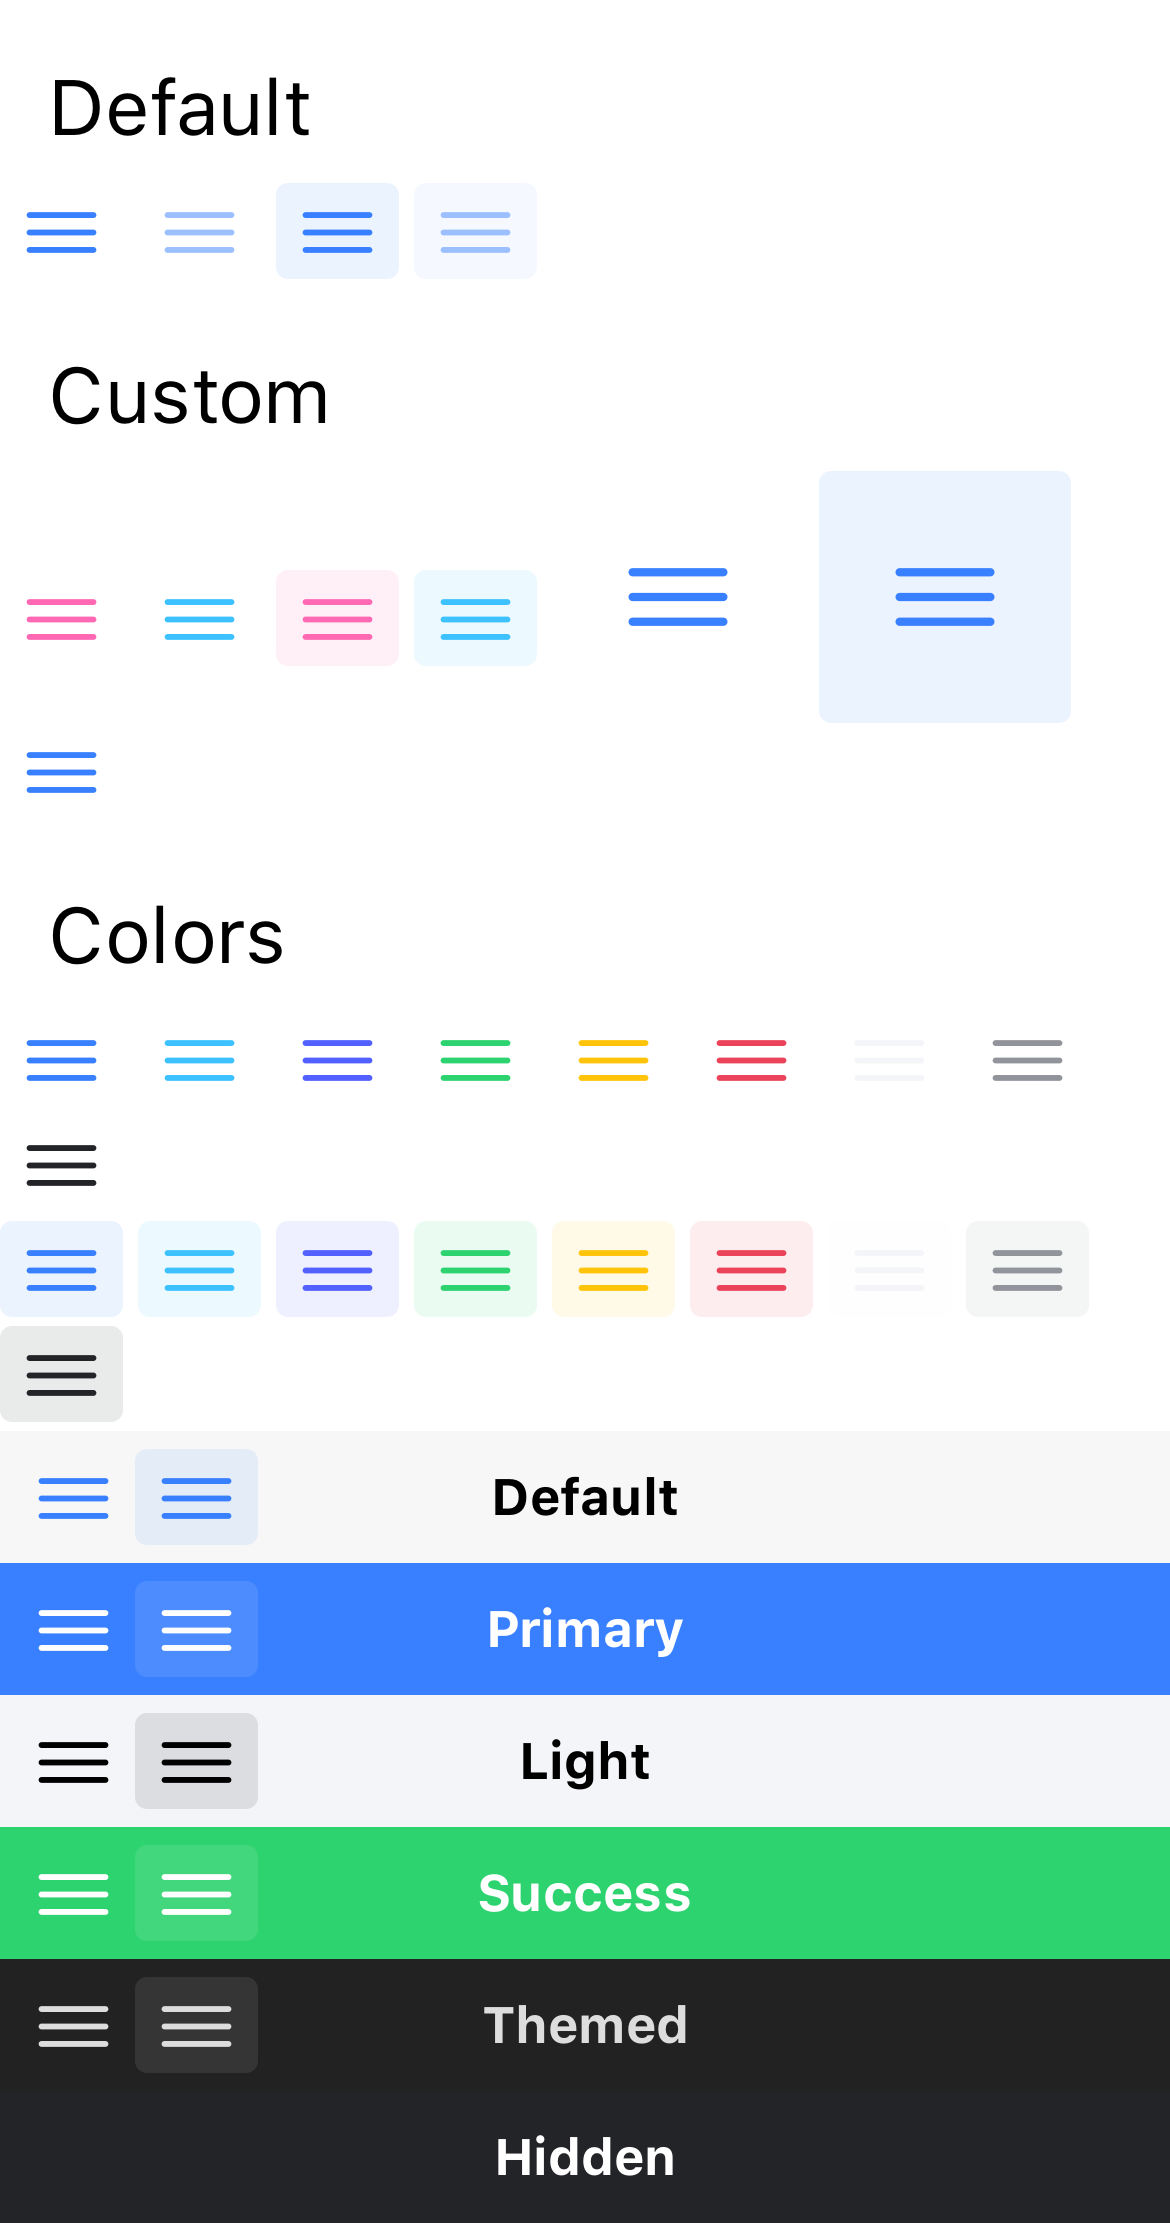 Default
Custom
Colors
Default
Primary
Light
Success
Themed
Hidden